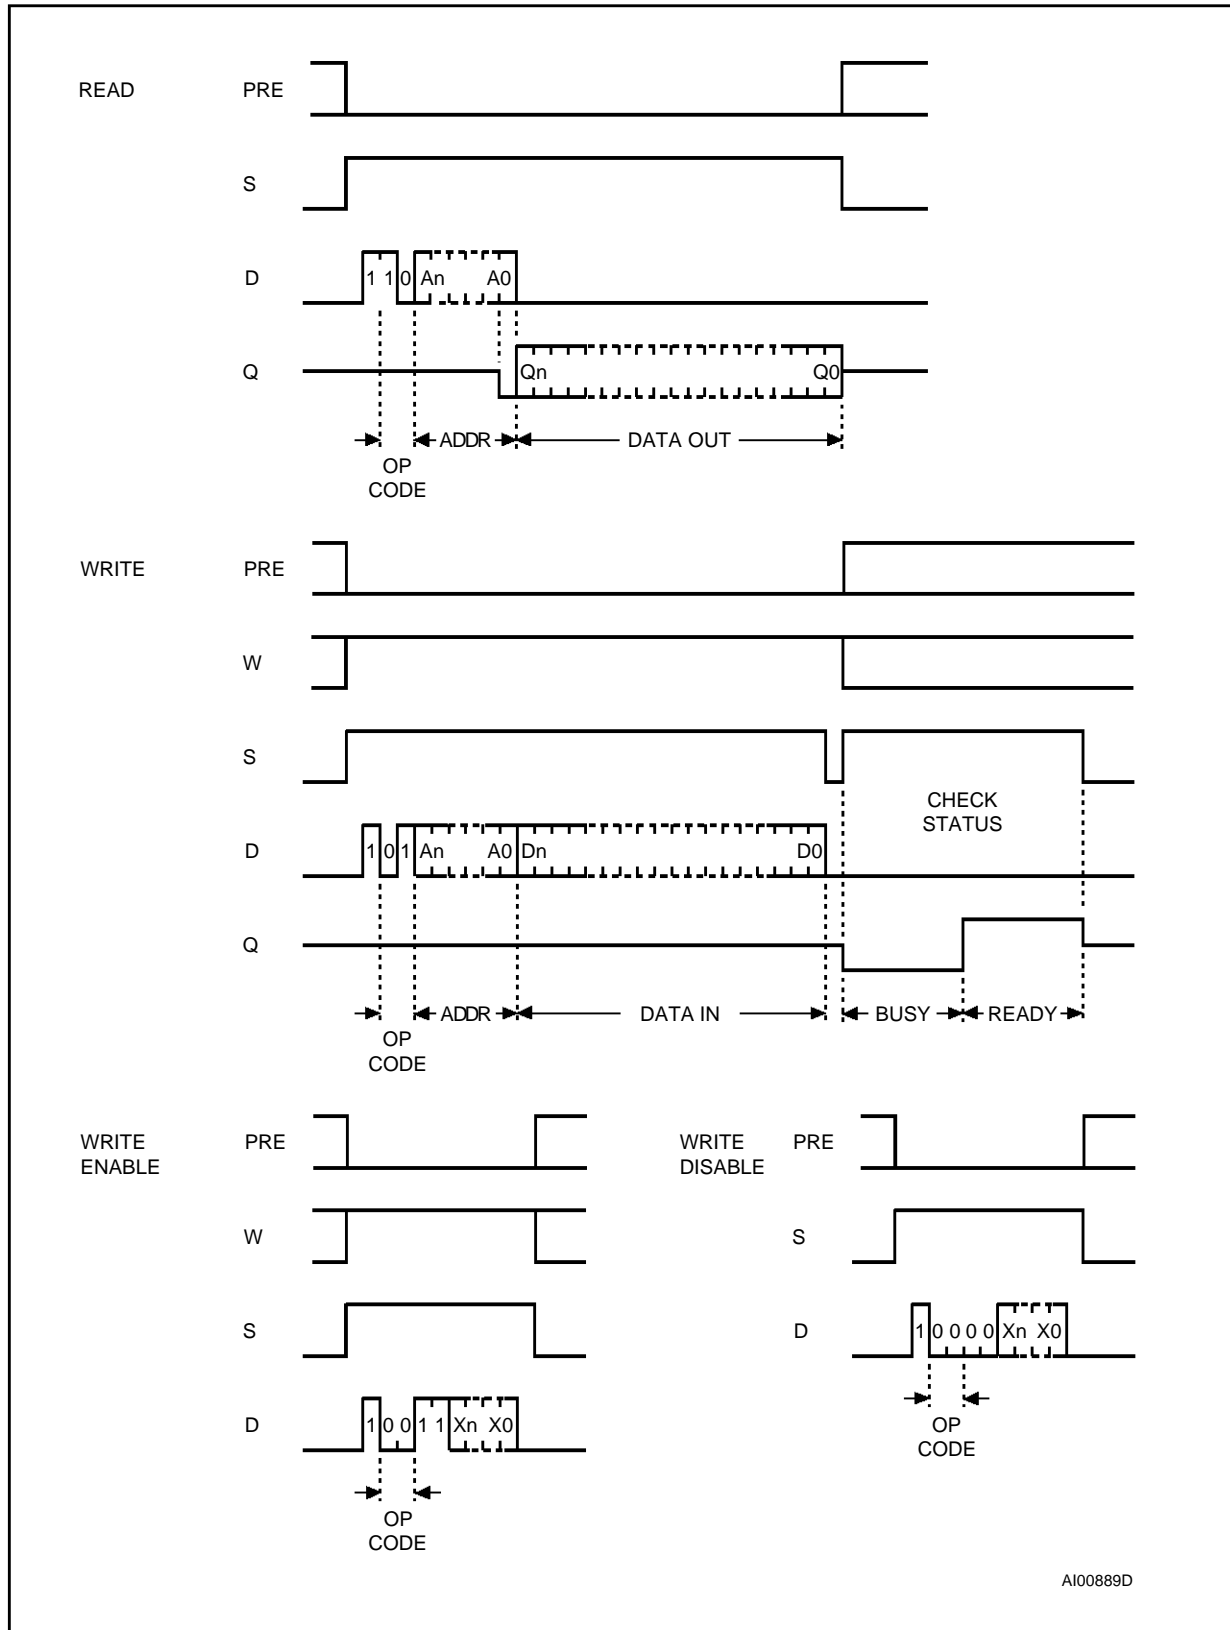 READ PRE
S
D 1 1 0 An A0
Q Qn Q0
ADDR DATA OUT
OP
CODE
WRITE PRE
W
S
CHECK
STATUS
D 1 0 1 An A0 Dn D0
Q
ADDR DATA IN BUSY READY
OP
CODE
WRITE PRE
ENABLE
W
S
D 1 0 0 1 1 Xn X0
OP
CODE
WRITE PRE
DISABLE
S
D 1 0 0 0 0 Xn X0
OP
CODE
AI00889D